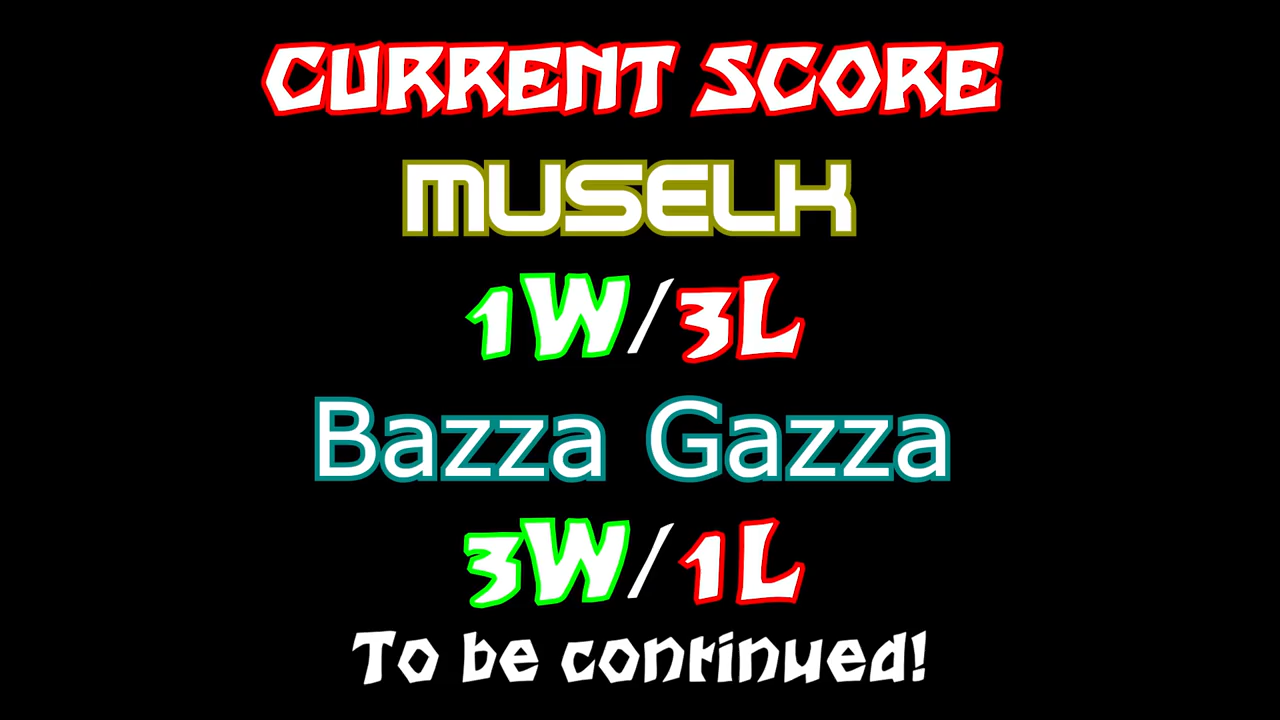 CURRENT SCORE
MUSELK
1W/3L
Bazza Gazza
3W/1L
To be continued!